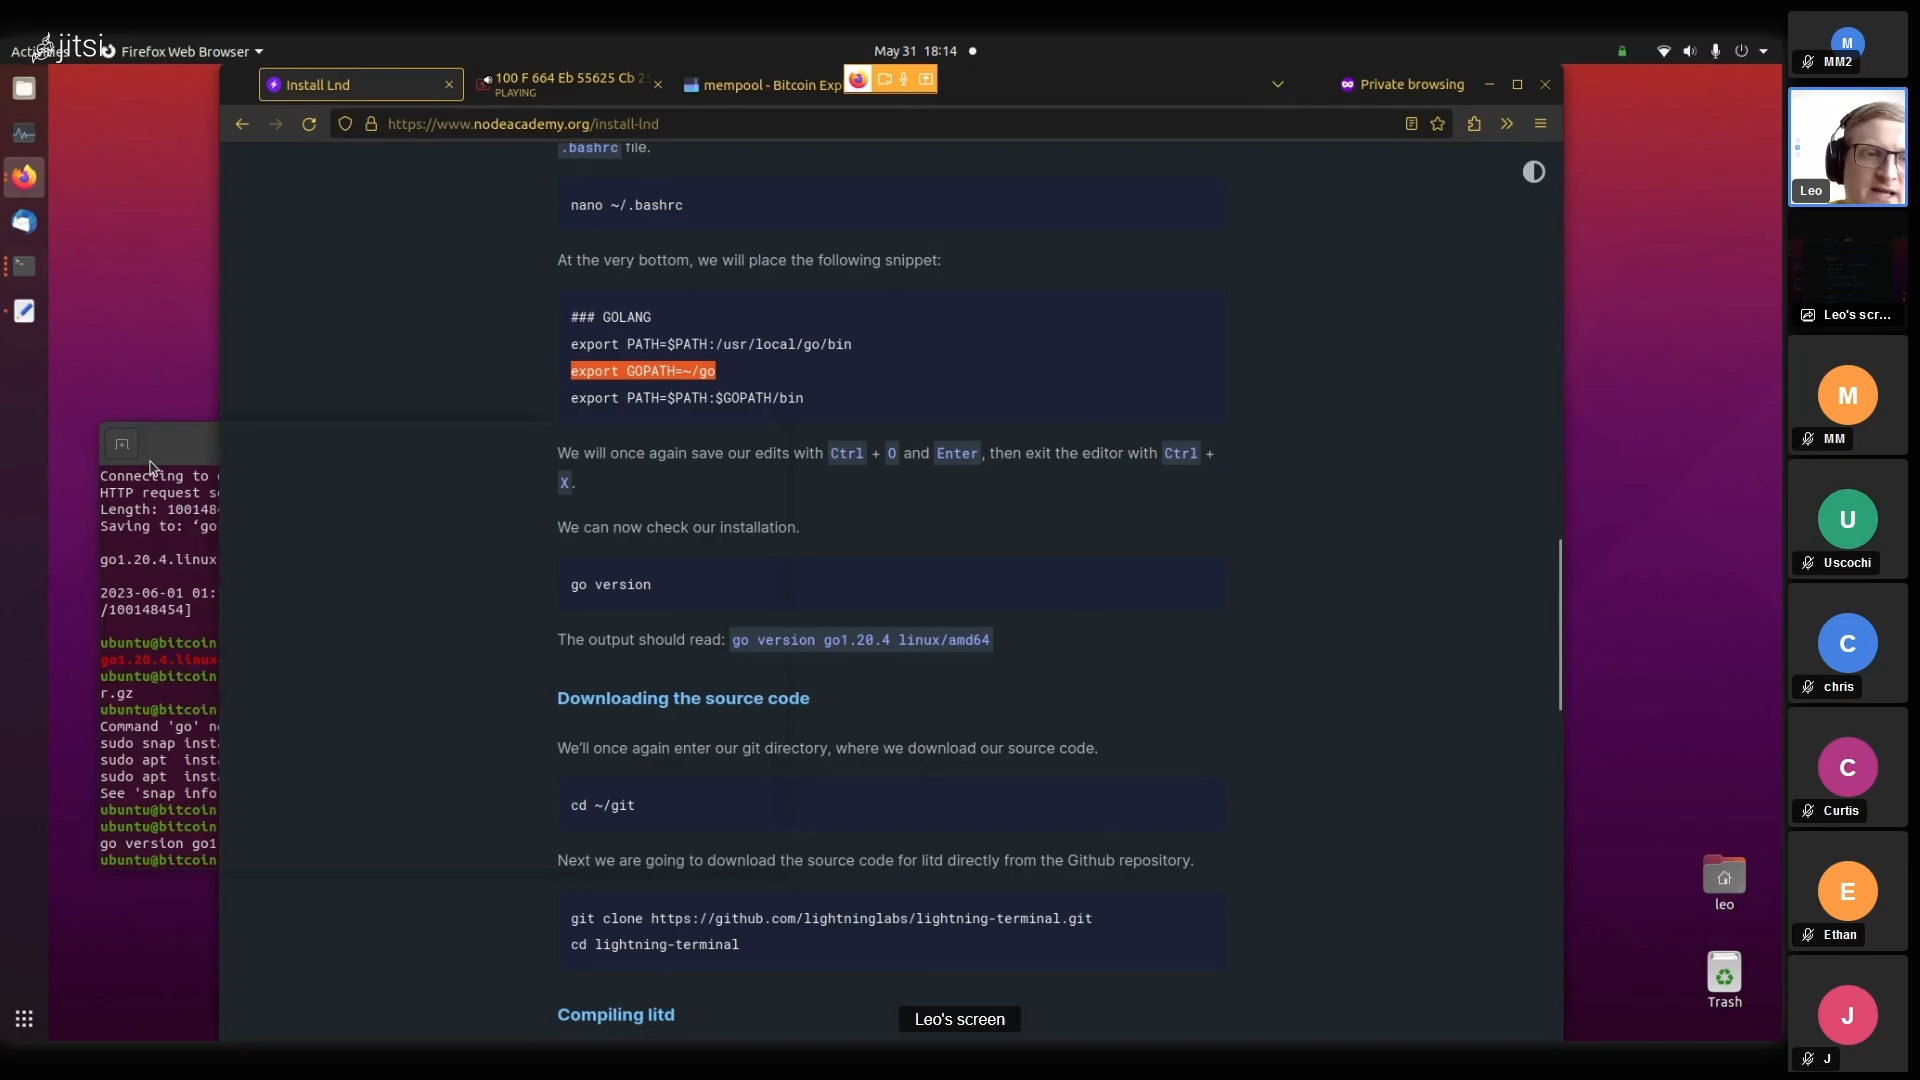 jitsi
Firefox Web Browser
May 31 18:14
Install Lnd
100 F 664 Eb 55625 Cb
PLAYING
mempool - Bitcoin Exp
Private browsing
https://www.nodeacademy.org/install-lnd
.bashrc file.
nano ~/.bashrc
At the very bottom, we will place the following snippet:
### GOLANG
export PATH=$PATH:/usr/local/go/bin
export GOPATH=~/go
export PATH=$PATH:$GOPATH/bin
We will once again save our edits with Ctrl + O and Enter, then exit the editor with Ctrl +
X.
We can now check our installation.
go version
The output should read: go version go1.20.4 linux/amd64
Downloading the source code
We'll once again enter our git directory, where we download our source code.
cd ~/git
Next we are going to download the source code for litd directly from the Github repository.
git clone https://github.com/lightninglabs/lightning-terminal.git
cd lightning-terminal
Compiling litd
Connecting to
HTTP request s
Length: 100148
Saving to: ‘go
go1.20.4.linux
2023-06-01 01:
/100148454]
ubuntu@bitcoin
go1.20.4.linux
ubuntu@bitcoin
r.gz
ubuntu@bitcoin
Command 'go' n
sudo snap inst
sudo apt inst
sudo apt inst
See 'snap info
ubuntu@bitcoin
ubuntu@bitcoin
go version go1
ubuntu@bitcoin
leo
Trash
Leo's screen
M
MM2
Leo
Leo's scr...
M
MM
U
Uscochi
C
chris
C
Curtis
E
Ethan
J
J